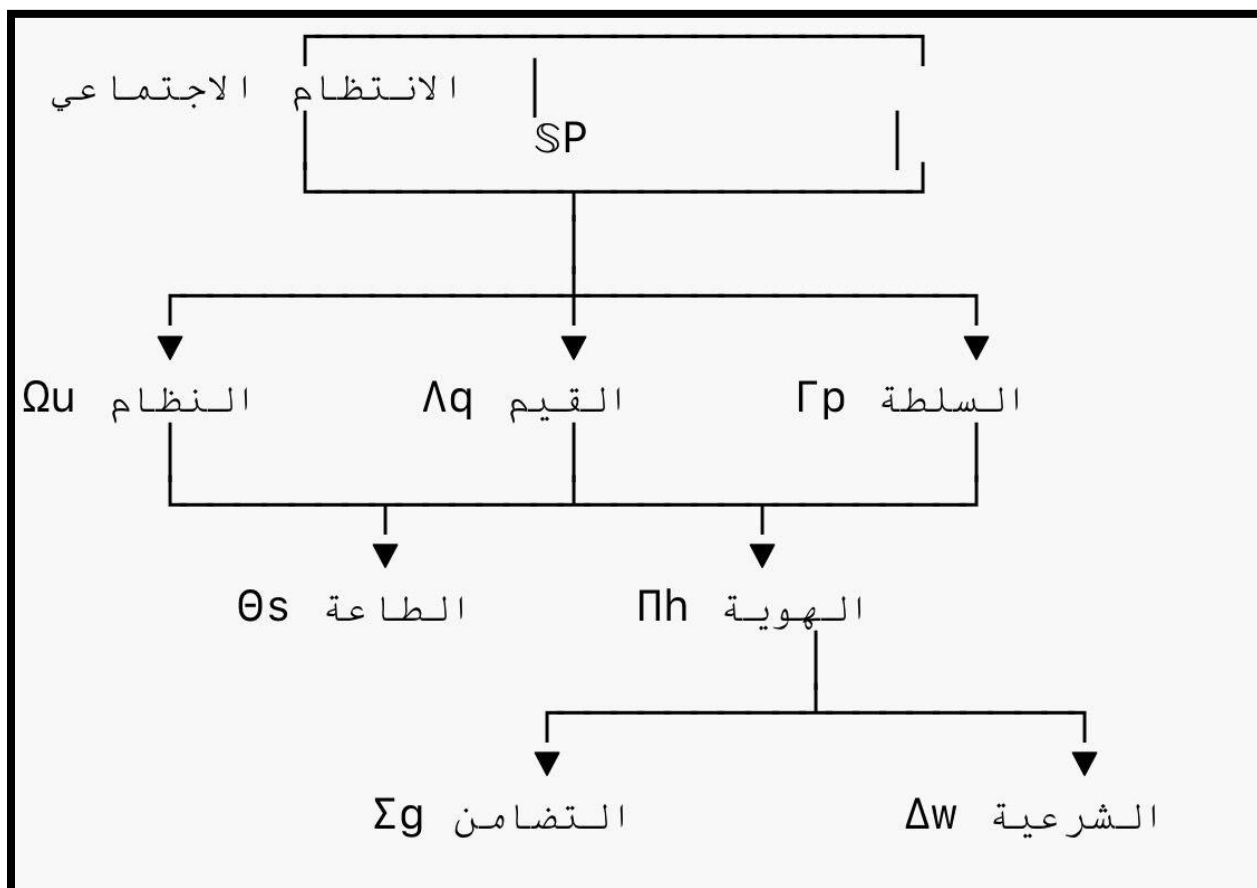 الانتظام الاجتماعي
𝕊P
Ωu النظام Λq القيم Γp السلطة
Θs الطاعة Πh الهوية
Σg التضامن Δw الشرعية